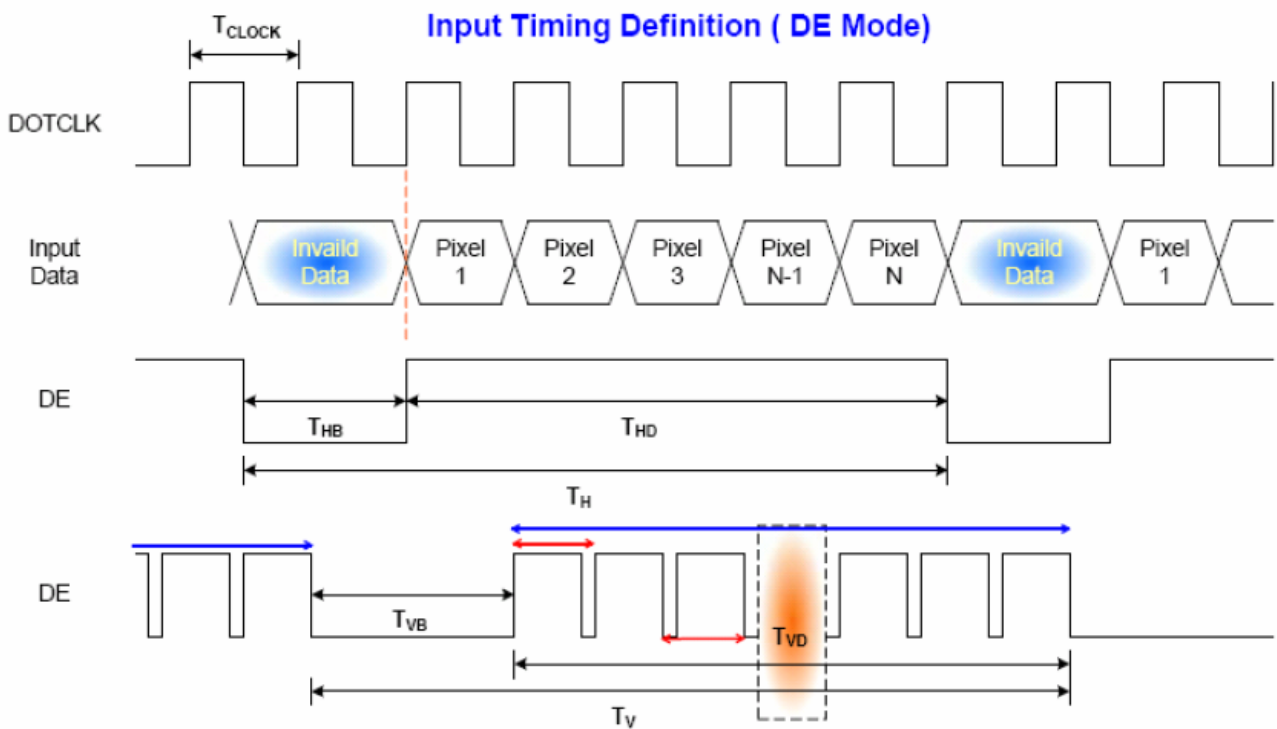 Input Timing Definition ( DE Mode)
TCLOCK
DOTCLK
Input
Data
Invaild
Data
Pixel
1
Pixel
2
Pixel
3
Pixel
N-1
Pixel
N
Invaild
Data
Pixel
1
DE
THB
THD
TH
DE
TVB
TVD
TV